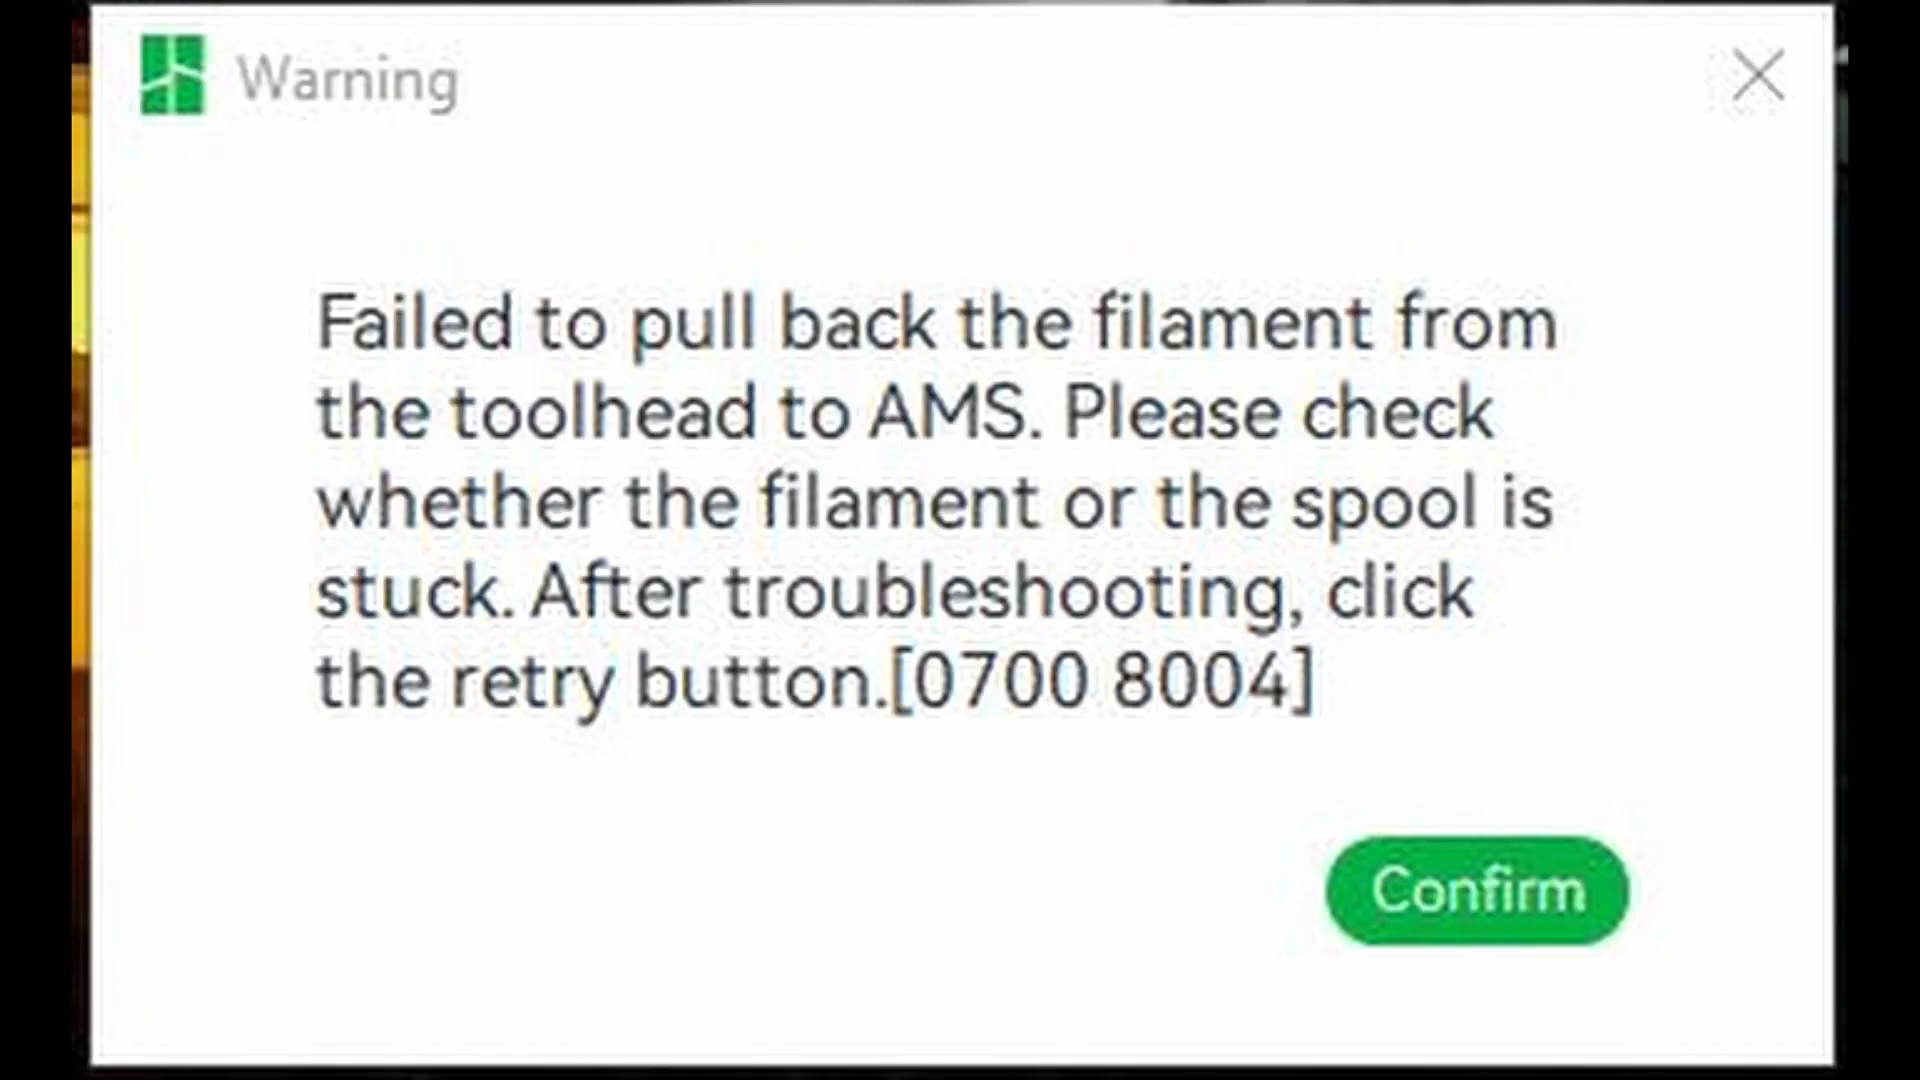 Warning
Failed to pull back the filament from
the toolhead to AMS. Please check
whether the filament or the spool is
stuck. After troubleshooting, click
the retry button.[0700 8004]
Confirm